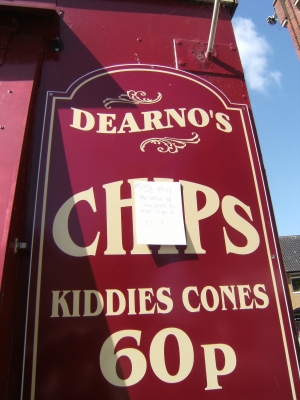 DEARNO'S
CHIPS
KIDDIES CONES
60p